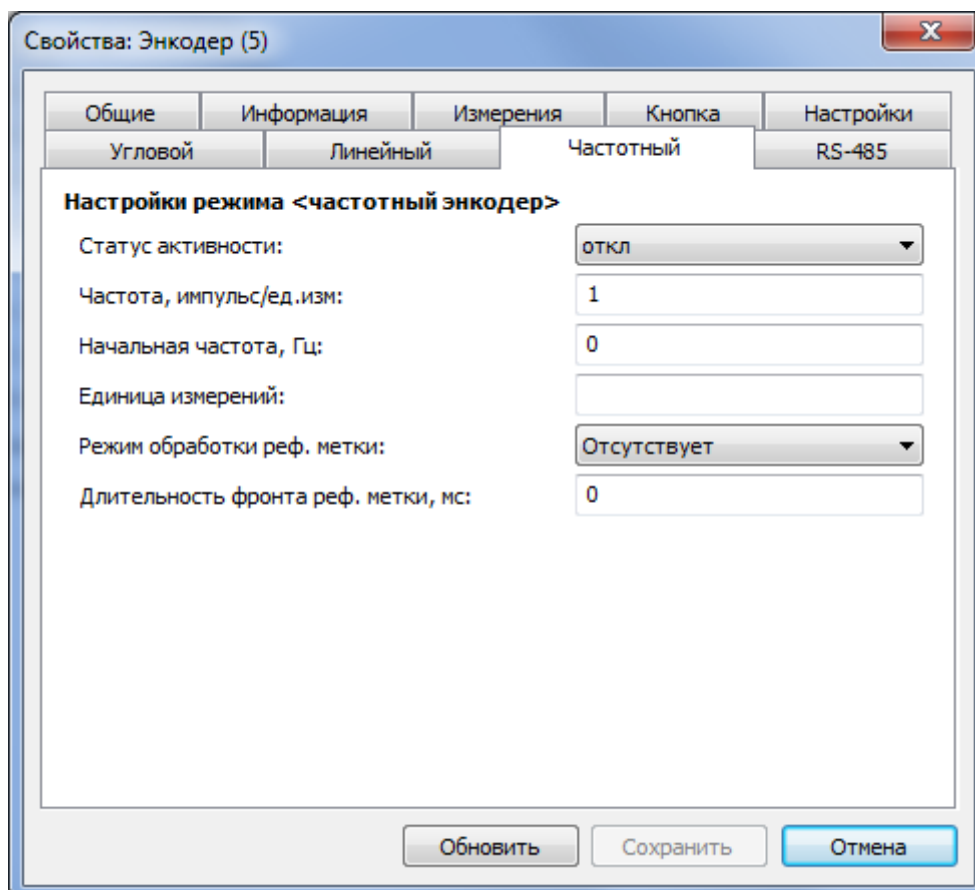 Свойства: Энкодер (5)
Общие Информация Измерения Кнопка Настройки
Угловой Линейный Частотный RS-485
Настройки режима <частотный энкодер>
Статус активности: откл
Частота, импульс/ед.изм: 1
Начальная частота, Гц: 0
Единица измерений:
Режим обработки реф. метки: Отсутствует
Длительность фронта реф. метки, мс: 0
Обновить Сохранить Отмена